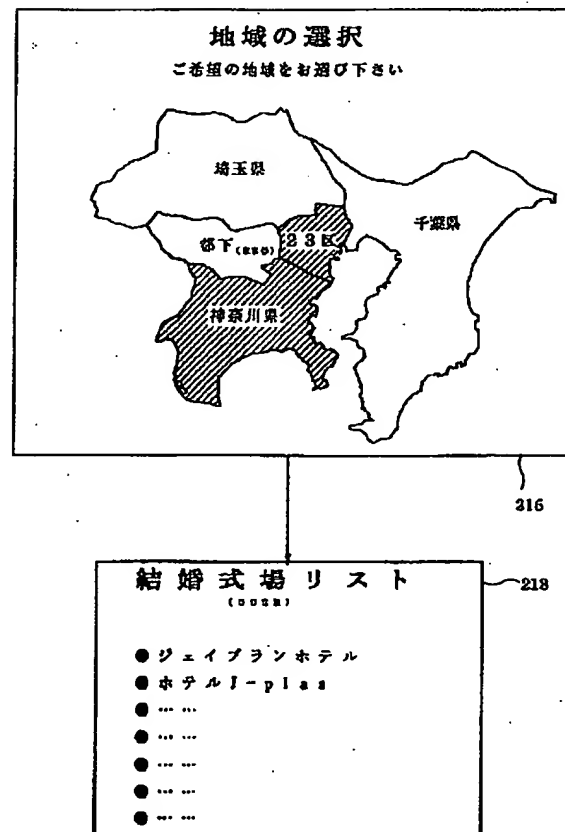 地域の選択
ご希望の地域をお選び下さい
埼玉県
千葉県
都下
23区
神奈川県
216
結婚式場リスト
218
●ジェイプランホテル
●ホテルJ-plan
●… …
●… …
●… …
●… …
●… …